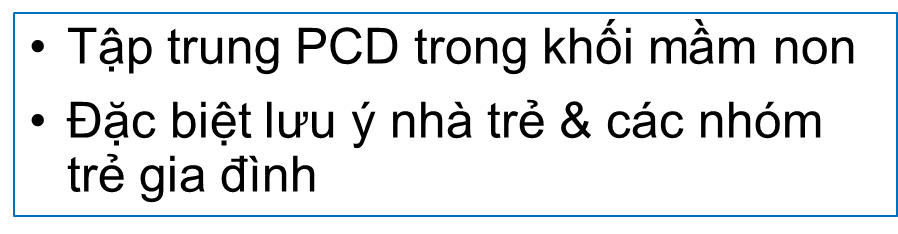 • Tập trung PCD trong khối mầm non
• Đặc biệt lưu ý nhà trẻ & các nhóm
trẻ gia đình